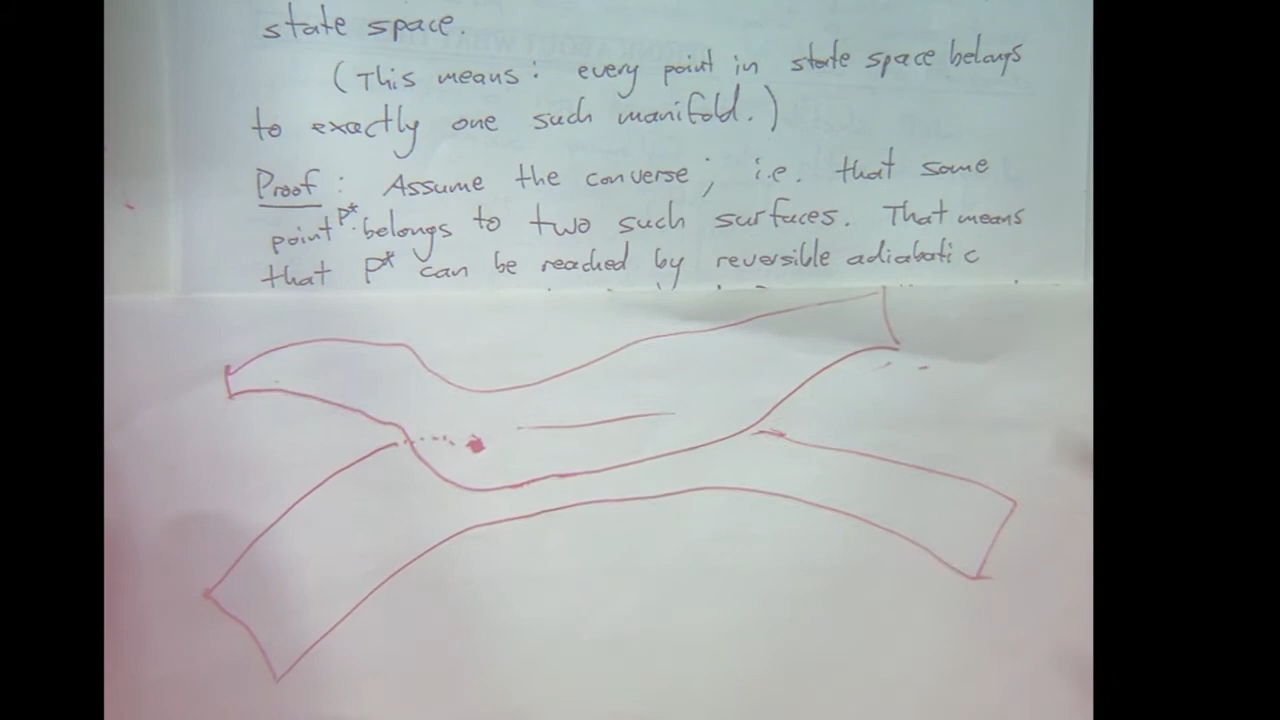 state space.
(This means: every point in state space belongs
to exactly one such manifold.)
Proof: Assume the converse; i.e. that some
point P* belongs to two such surfaces. That means
that P* can be reached by reversible adiabatic